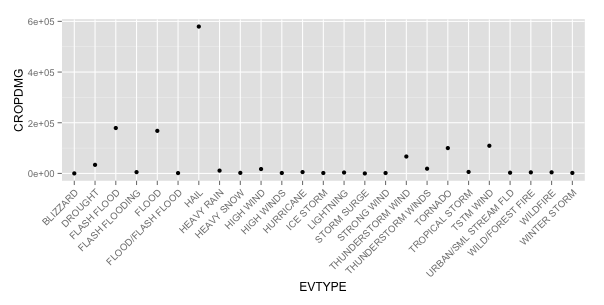 6e+05
4e+05
2e+05
0e+00
CROPDMG
BLIZZARD
DROUGHT
FLASH FLOOD
FLASH FLOODING
FLOOD
FLOOD/FLASH FLOOD
HAIL
HEAVY RAIN
HEAVY SNOW
HIGH WIND
HIGH WINDS
HURRICANE
ICE STORM
LIGHTNING
STORM SURGE
STRONG WIND
THUNDERSTORM WIND
THUNDERSTORM WINDS
TORNADO
TROPICAL STORM
TSTM WIND
URBAN/SML STREAM FLD
WILD/FOREST FIRE
WILDFIRE
WINTER STORM
EVTYPE